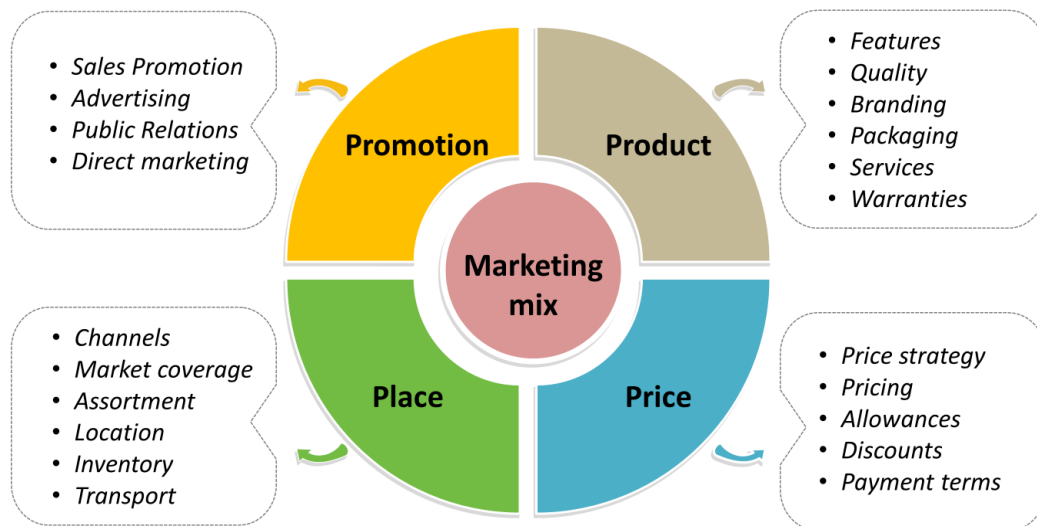 • Sales Promotion
• Advertising
• Public Relations
• Direct marketing
Promotion
Product
• Features
• Quality
• Branding
• Packaging
• Services
• Warranties
Marketing
mix
• Channels
• Market coverage
• Assortment
• Location
• Inventory
• Transport
Place
Price
• Price strategy
• Pricing
• Allowances
• Discounts
• Payment terms